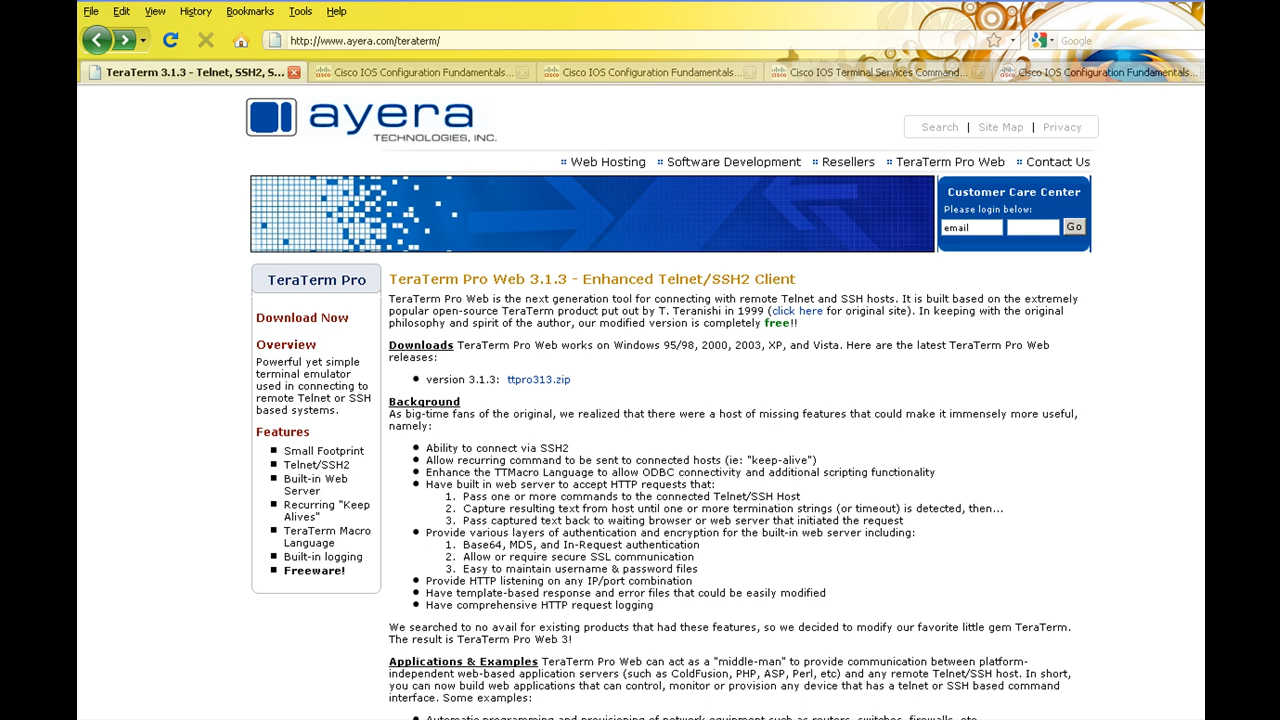 File Edit View History Bookmarks Tools Help
http://www.ayera.com/teraterm/
Google
TeraTerm 3.1.3 - Telnet, SSH2, S...
Cisco IOS Configuration Fundamentals...
Cisco IOS Configuration Fundamentals...
Cisco IOS Terminal Services Command...
Cisco IOS Configuration Fundamentals...
ayera
TECHNOLOGIES, INC.
Search | Site Map | Privacy
Web Hosting Software Development Resellers TeraTerm Pro Web Contact Us
Customer Care Center
Please login below:
email Go
TeraTerm Pro
Download Now
Overview
Powerful yet simple
terminal emulator
used in connecting to
remote Telnet or SSH
based systems.
Features
Small Footprint
Telnet/SSH2
Built-in Web
Server
Recurring "Keep
Alives"
TeraTerm Macro
Language
Built-in logging
Freeware!
TeraTerm Pro Web 3.1.3 - Enhanced Telnet/SSH2 Client
TeraTerm Pro Web is the next generation tool for connecting with remote Telnet and SSH hosts. It is built based on the extremely
popular open-source TeraTerm product put out by T. Teranishi in 1999 (click here for original site). In keeping with the original
philosophy and spirit of the author, our modified version is completely free!!
Downloads TeraTerm Pro Web works on Windows 95/98, 2000, 2003, XP, and Vista. Here are the latest TeraTerm Pro Web
releases:
version 3.1.3: ttpro313.zip
Background
As big-time fans of the original, we realized that there were a host of missing features that could make it immensely more useful,
namely:
Ability to connect via SSH2
Allow recurring command to be sent to connected hosts (ie: "keep-alive")
Enhance the TTMacro Language to allow ODBC connectivity and additional scripting functionality
Have built in web server to accept HTTP requests that:
1. Pass one or more commands to the connected Telnet/SSH Host
2. Capture resulting text from host until one or more termination strings (or timeout) is detected, then...
3. Pass captured text back to waiting browser or web server that initiated the request
Provide various layers of authentication and encryption for the built-in web server including:
1. Base64, MD5, and In-Request authentication
2. Allow or require secure SSL communication
3. Easy to maintain username & password files
Provide HTTP listening on any IP/port combination
Have template-based response and error files that could be easily modified
Have comprehensive HTTP request logging
We searched to no avail for existing products that had these features, so we decided to modify our favorite little gem TeraTerm.
The result is TeraTerm Pro Web 3!
Applications & Examples TeraTerm Pro Web can act as a "middle-man" to provide communication between platform-
independent web-based application servers (such as ColdFusion, PHP, ASP, Perl, etc) and any remote Telnet/SSH host. In short,
you can now build web applications that can control, monitor or provision any device that has a telnet or SSH based command
interface. Some examples:
Automatic programming and provisioning of network equipment such as routers, switches, firewalls, etc.